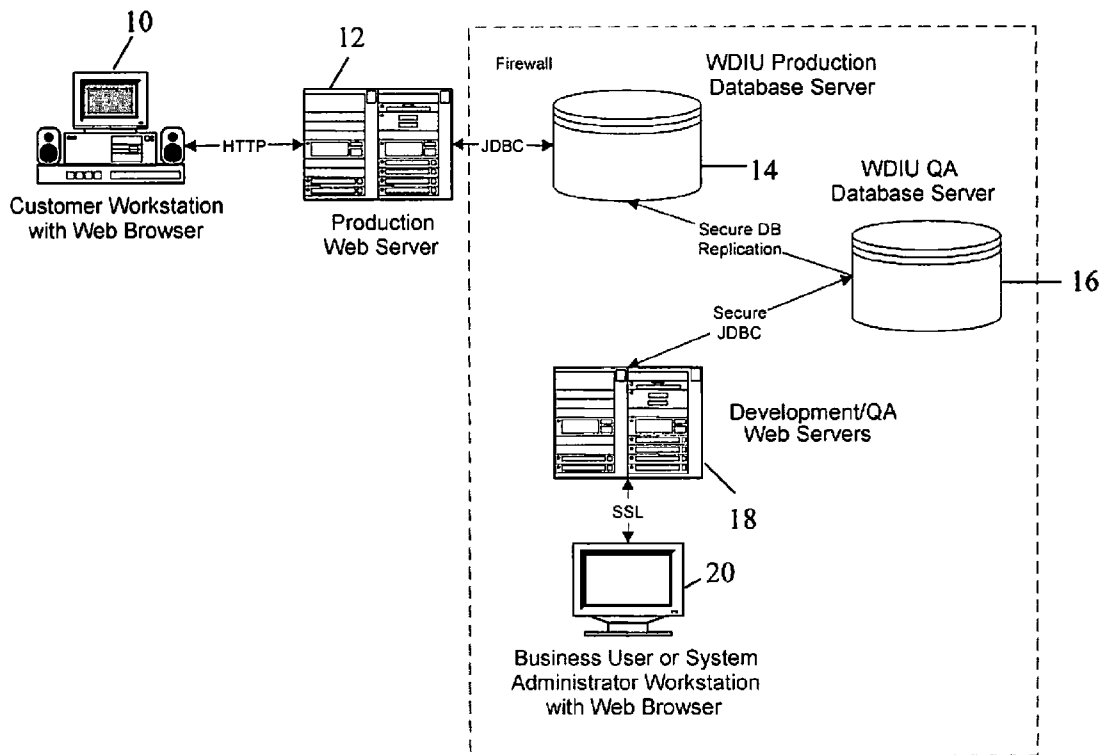 10
12
Firewall
WDIU Production
Database Server
HTTP
JDBC
14
WDIU QA
Database Server
Customer Workstation
with Web Browser
Production
Web Server
Secure DB
Replication
16
Secure
JDBC
Development/QA
Web Servers
18
SSL
20
Business User or System
Administrator Workstation
with Web Browser